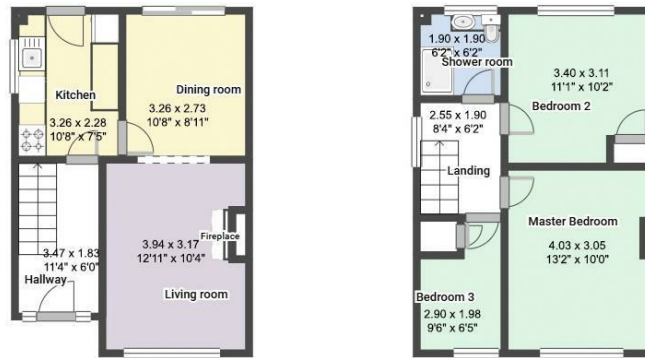 Kitchen
3.26 x 2.28
10'8" x 7'5"
Dining room
3.26 x 2.73
10'8" x 8'11"
3.47 x 1.83
11'4" x 6'0"
Hallway
3.94 x 3.17
12'11" x 10'4"
Fireplace
Living room
1.90 x 1.90
6'2" x 6'2"
Shower room
3.40 x 3.11
11'1" x 10'2"
Bedroom 2
2.55 x 1.90
8'4" x 6'2"
Landing
Master Bedroom
4.03 x 3.05
13'2" x 10'0"
Bedroom 3
2.90 x 1.98
9'6" x 6'5"